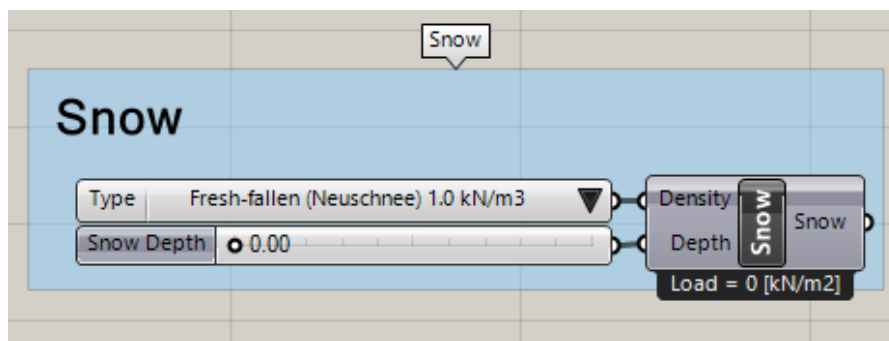 Snow
Snow
Type Fresh-fallen (Neuschnee) 1.0 kN/m3
Snow Depth 0.00
Density
Depth
Snow
Snow
Load = 0 [kN/m2]